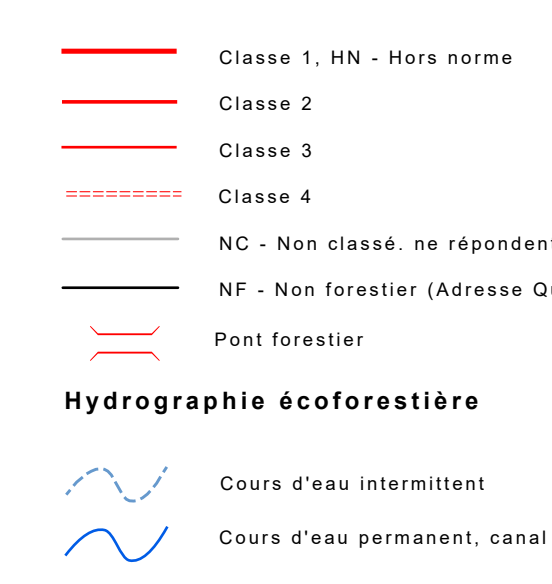 Classe 1, HN - Hors norme
Classe 2
Classe 3
Classe 4
NC - Non classé. ne répondent
NF - Non forestier (Adresse
Pont forestier
Hydrographie écoforestière
Cours d'eau intermittent
Cours d'eau permanent, canal